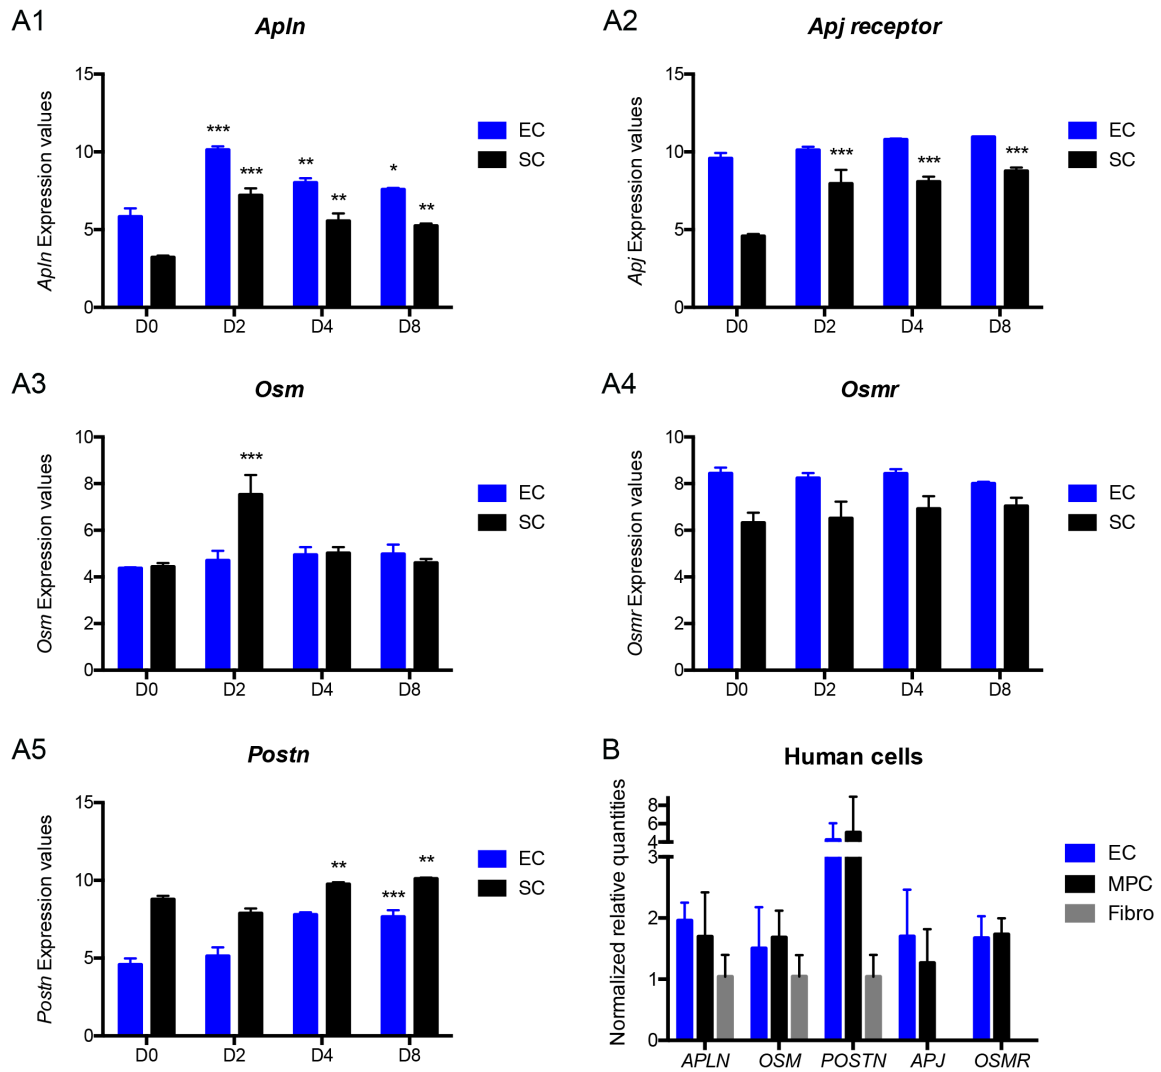 A1
Apln
Apln Expression values
15
10
5
0
***
***
**
**
*
**
D0 D2 D4 D8
EC
SC
A2
Apj receptor
Apj Expression values
15
10
5
0
***
***
***
D0 D2 D4 D8
EC
SC
A3
Osm
Osm Expression values
10
8
6
4
2
0
***
D0 D2 D4 D8
EC
SC
A4
Osmr
Osmr Expression values
10
8
6
4
2
0
D0 D2 D4 D8
EC
SC
A5
Postn
Postn Expression values
15
10
5
0
**
***
**
D0 D2 D4 D8
EC
SC
B
Human cells
Normalized relative quantities
8
6
4
3
2
1
0
APLN OSM POSTN APJ OSMR
EC
MPC
Fibro